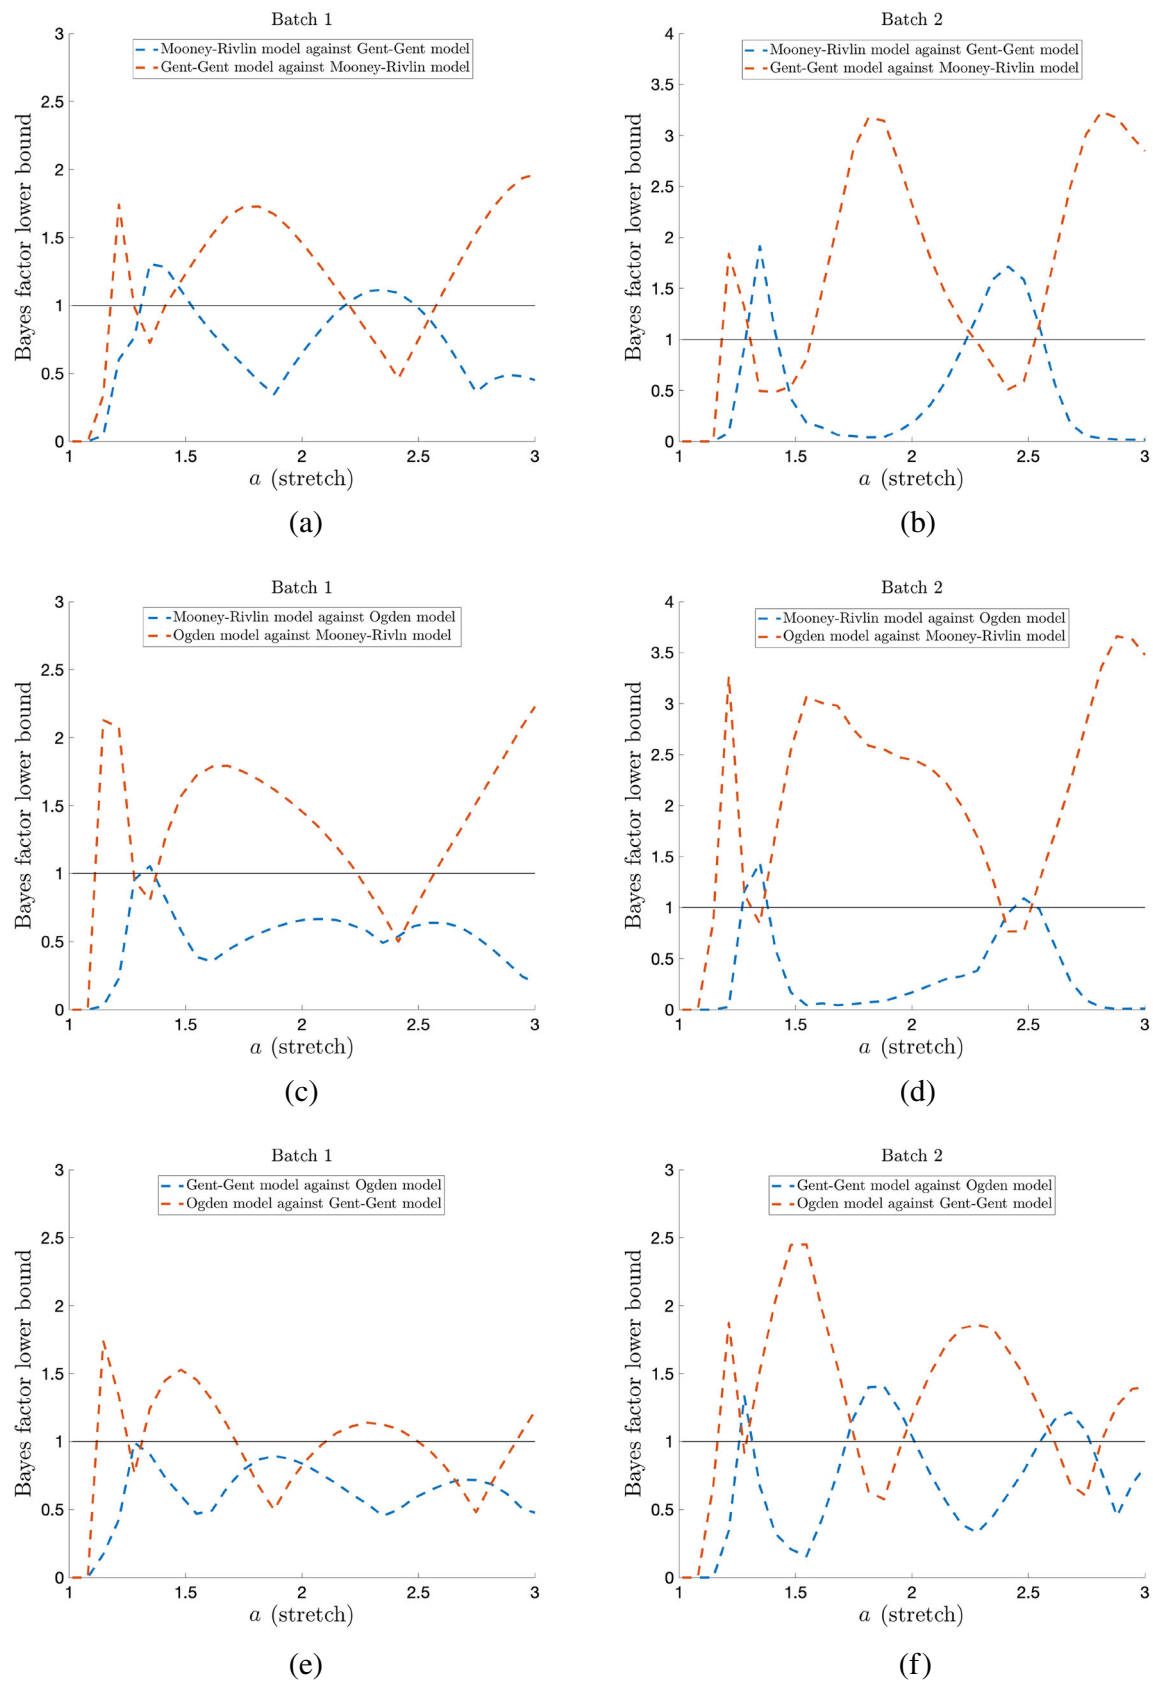 Batch 1
Mooney-Rivlin model against Gent-Gent model
Gent-Gent model against Mooney-Rivlin model
Bayes factor lower bound
3
2.5
2
1.5
1
0.5
0
1
1.5
2
2.5
3
a (stretch)
(a)
Batch 2
Mooney-Rivlin model against Gent-Gent model
Gent-Gent model against Mooney-Rivlin model
Bayes factor lower bound
4
3.5
3
2.5
2
1.5
1
0.5
0
1
1.5
2
2.5
3
a (stretch)
(b)
Batch 1
Mooney-Rivlin model against Ogden model
Ogden model against Mooney-Rivln model
Bayes factor lower bound
3
2.5
2
1.5
1
0.5
0
1
1.5
2
2.5
3
a (stretch)
(c)
Batch 2
Mooney-Rivlin model against Ogden model
Ogden model against Mooney-Rivlin model
Bayes factor lower bound
4
3.5
3
2.5
2
1.5
1
0.5
0
1
1.5
2
2.5
3
a (stretch)
(d)
Batch 1
Gent-Gent model against Ogden model
Ogden model against Gent-Gent model
Bayes factor lower bound
3
2.5
2
1.5
1
0.5
0
1
1.5
2
2.5
3
a (stretch)
(e)
Batch 2
Gent-Gent model against Ogden model
Ogden model against Gent-Gent model
Bayes factor lower bound
3
2.5
2
1.5
1
0.5
0
1
1.5
2
2.5
3
a (stretch)
(f)